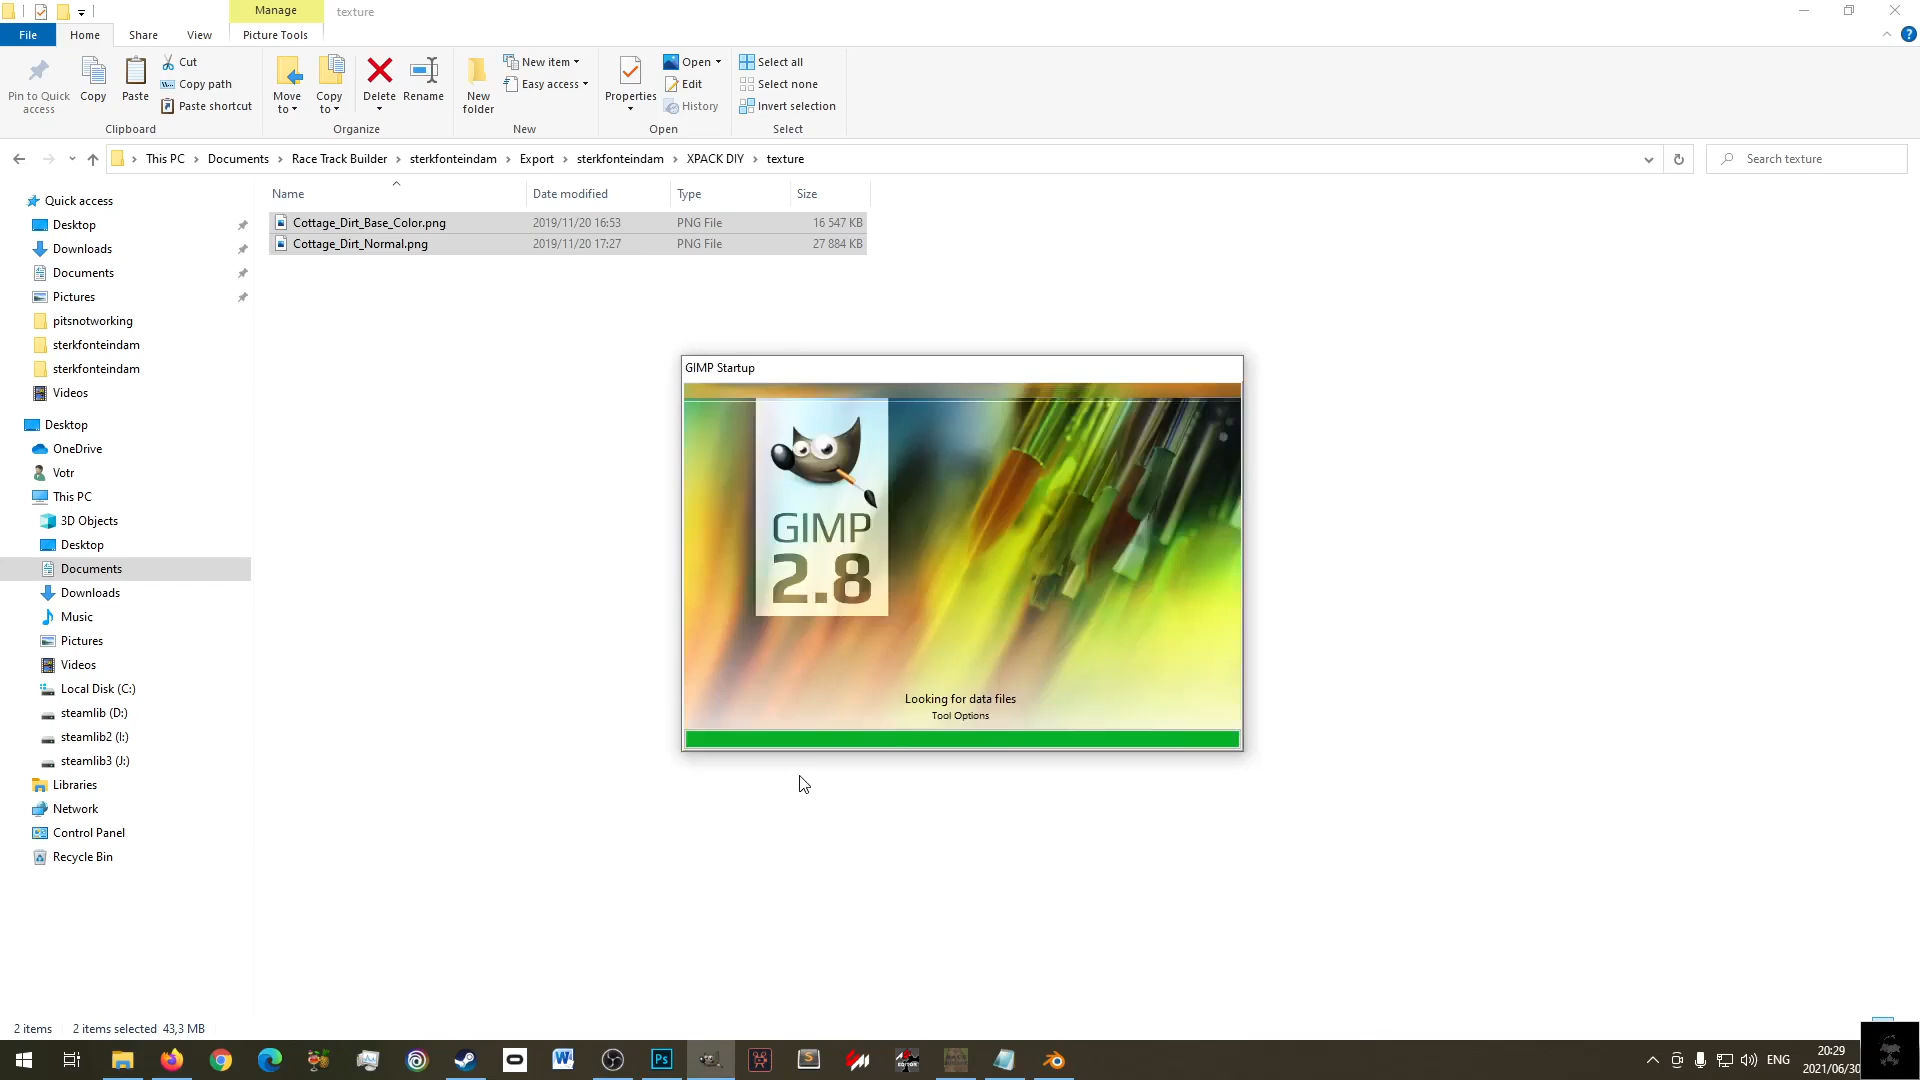 Manage
texture
File
Home
Share
View
Picture Tools
Pin to Quick access
Copy
Paste
Cut
Copy path
Paste shortcut
Clipboard
Move to
Copy to
Delete
Rename
Organize
New folder
New item
Easy access
New
Properties
Open
Edit
History
Open
Select all
Select none
Invert selection
Select
This PC
Documents
Race Track Builder
sterkfonteindam
Export
sterkfonteindam
XPACK DIY
texture
Search texture
Name
Date modified
Type
Size
Cottage_Dirt_Base_Color.png 2019/11/20 16:53 PNG File 16 547 KB
Cottage_Dirt_Normal.png 2019/11/20 17:27 PNG File 27 884 KB
Quick access
Desktop
Downloads
Documents
Pictures
pitsnotworking
sterkfonteindam
sterkfonteindam
Videos
Desktop
OneDrive
Votr
This PC
3D Objects
Desktop
Documents
Downloads
Music
Pictures
Videos
Local Disk (C:)
steamlib (D:)
steamlib2 (I:)
steamlib3 (J:)
Libraries
Network
Control Panel
Recycle Bin
GIMP Startup
GIMP
2.8
Looking for data files
Tool Options
2 items 2 items selected 43,3 MB
ENG
20:29
2021/06/30